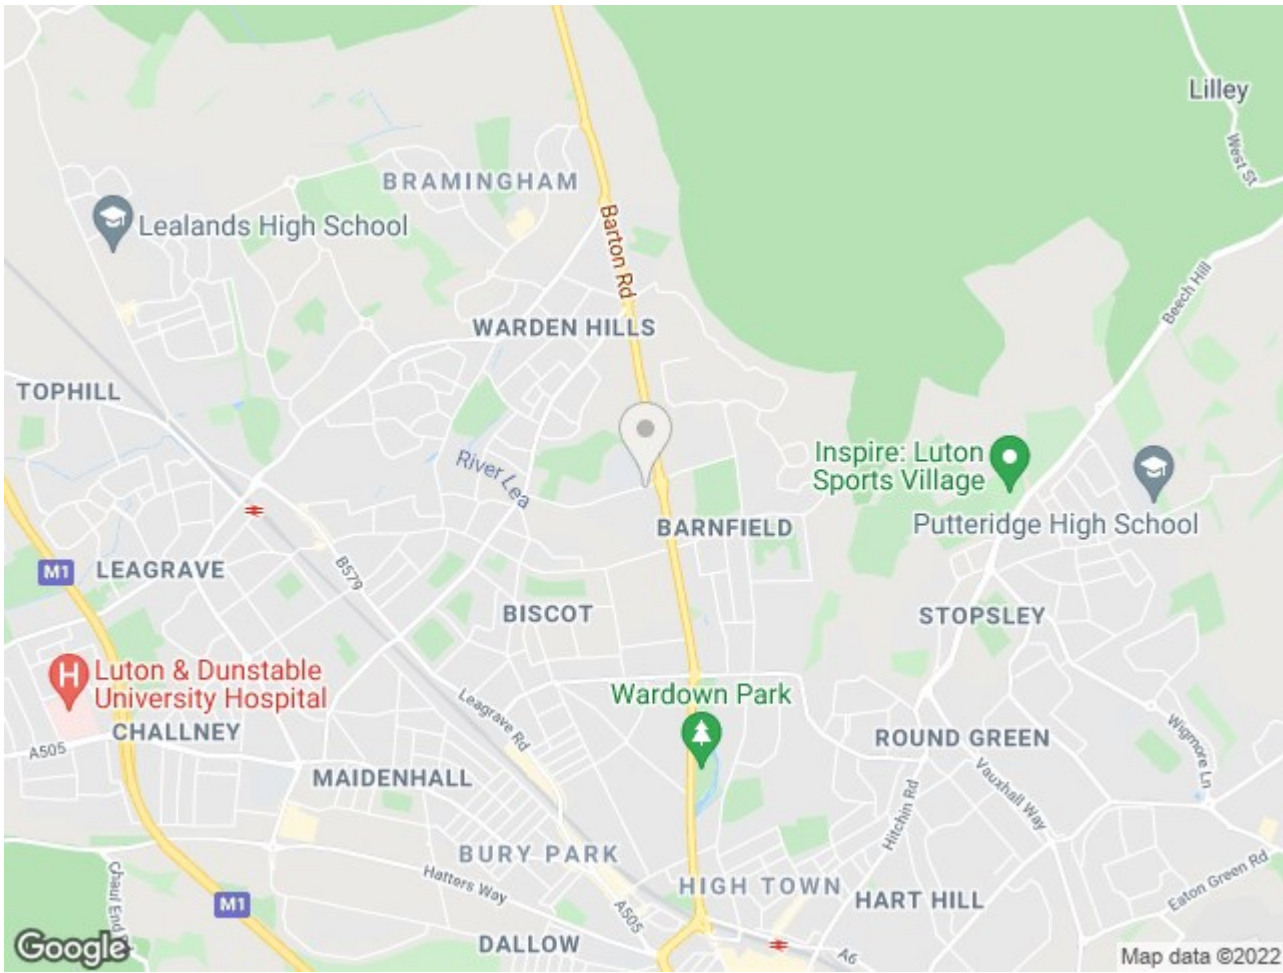 Lilley
West St
BRAMINGHAM
Lealands High School
Barton Rd
Beech Hill
WARDEN HILLS
TOPHILL
Inspire: Luton
Sports Village
River Lea
Putteridge High School
BARNFIELD
M1
LEAGRAVE
B579
BISCOT
STOPSLEY
H
Luton & Dunstable
University Hospital
Wardown Park
Leagrave Rd
CHALLNEY
A505
ROUND GREEN
Wigmore Ln
MAIDENHALL
Vauxhall Way
Hitchin Rd
BURY PARK
Hatters Way
HIGH TOWN
HART HILL
Eaton Green Rd
Chaul End
M1
A505
DALLOW
A6
Google
Map data ©2022